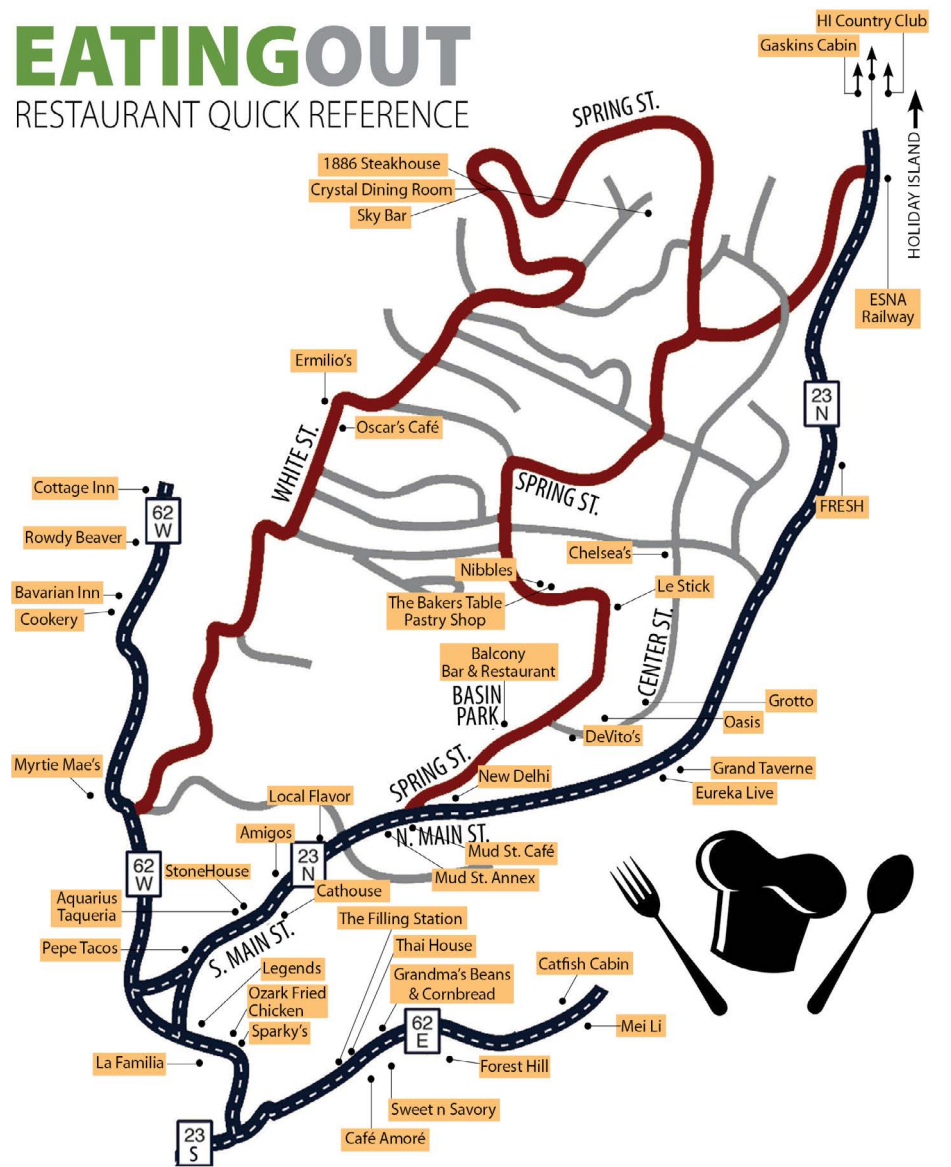 EATINGOUT
RESTAURANT QUICK REFERENCE
HI Country Club
Gaskins Cabin
HOLIDAY ISLAND
SPRING ST.
1886 Steakhouse
Crystal Dining Room
Sky Bar
ESNA
Railway
Ermilio's
23
N
Oscar's Café
WHITE ST.
Cottage Inn
62
W
SPRING ST.
FRESH
Rowdy Beaver
Chelsea's
Nibbles
Le Stick
Bavarian Inn
The Bakers Table
Pastry Shop
Cookery
CENTER ST.
Balcony
Bar & Restaurant
BASIN
PARK
Grotto
Oasis
DeVito's
Myrtie Mae's
SPRING ST.
New Delhi
Grand Taverne
Eureka Live
Local Flavor
Amigos
N. MAIN ST.
Mud St. Café
23
N
62
W
StoneHouse
Mud St. Annex
Cathouse
Aquarius
Taqueria
The Filling Station
Pepe Tacos
S. MAIN ST.
Thai House
Legends
Grandma's Beans
& Cornbread
Catfish Cabin
Ozark Fried
Chicken
Sparky's
62
E
Mei Li
La Familia
Forest Hill
Sweet n Savory
23
S
Café Amoré